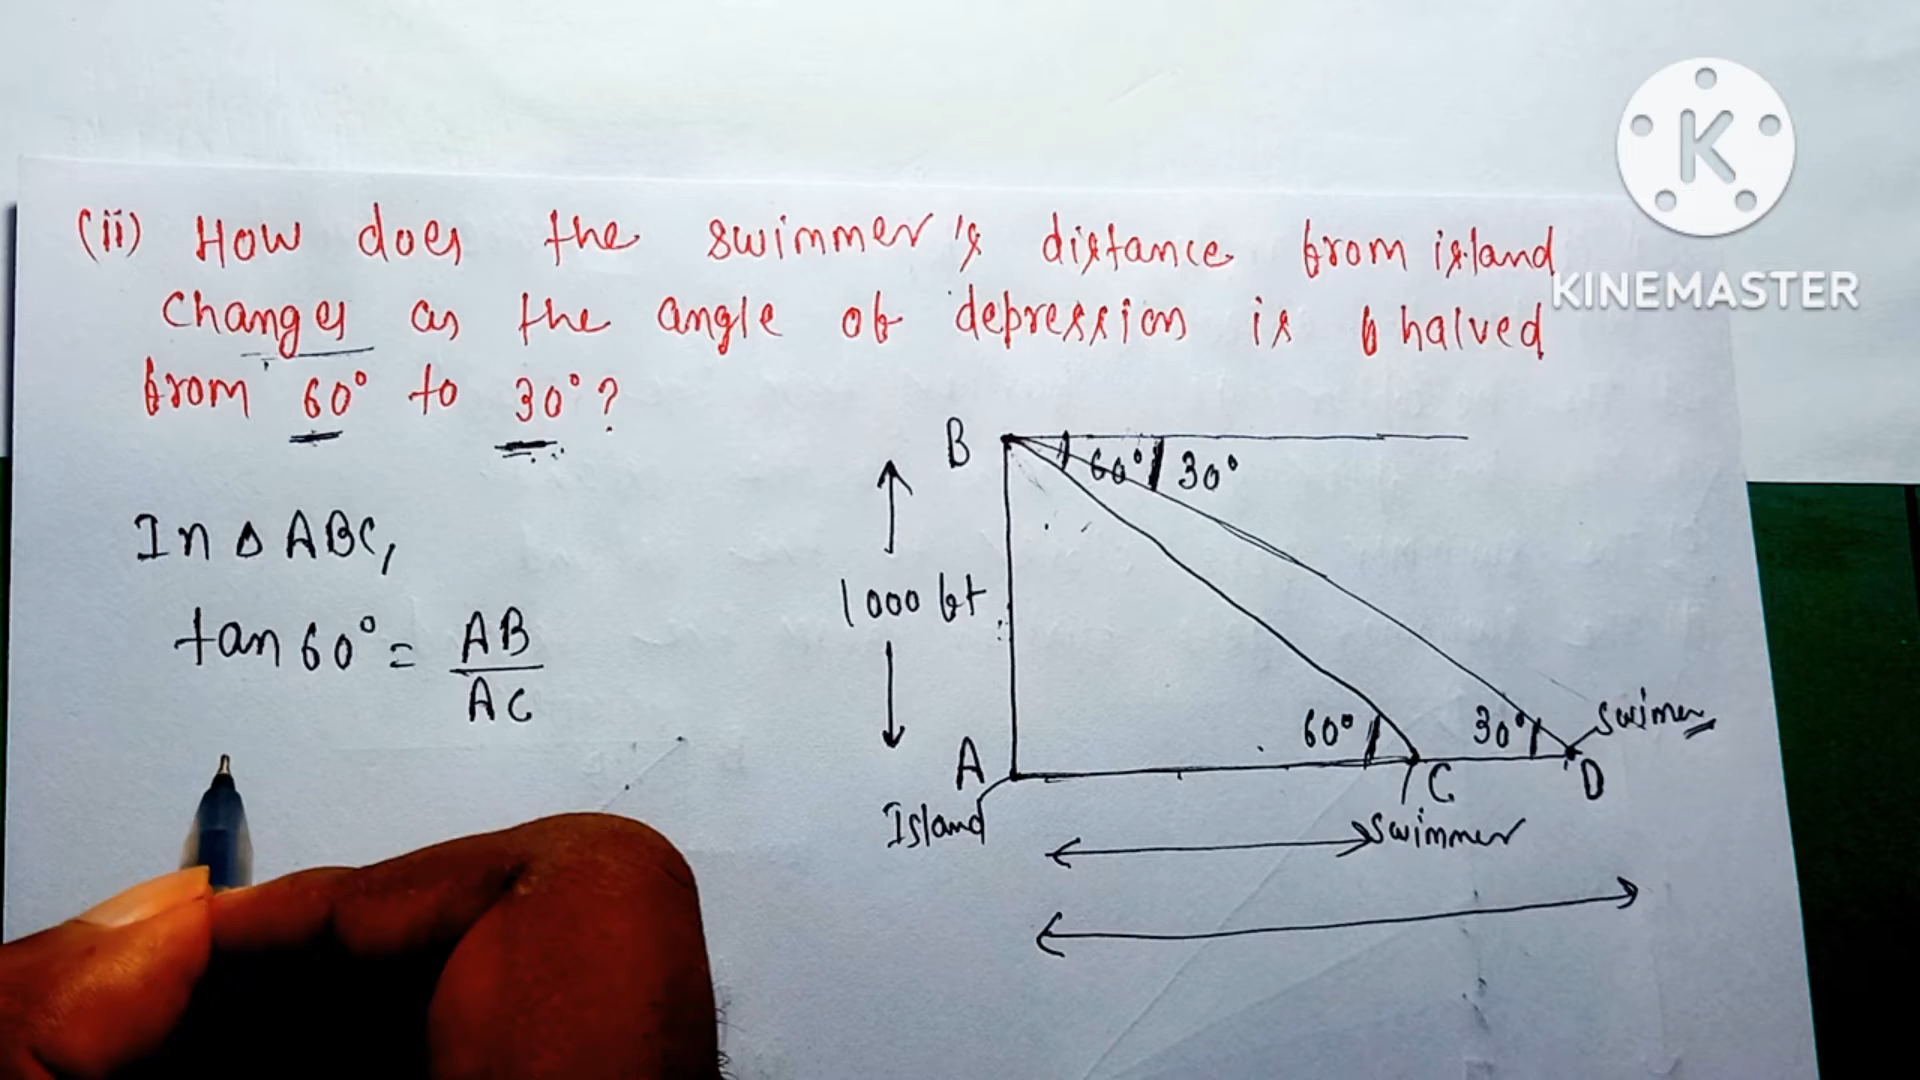 (ii) How does the swimmer's distance from island
changes as the angle of depression is halved
from 60° to 30°?
In △ ABC,
tan 60° = AB
AC
B
60°
30°
1000 ft
A
Island
60°
30°
C
D
swimer
swimmer
K
KINEMASTER